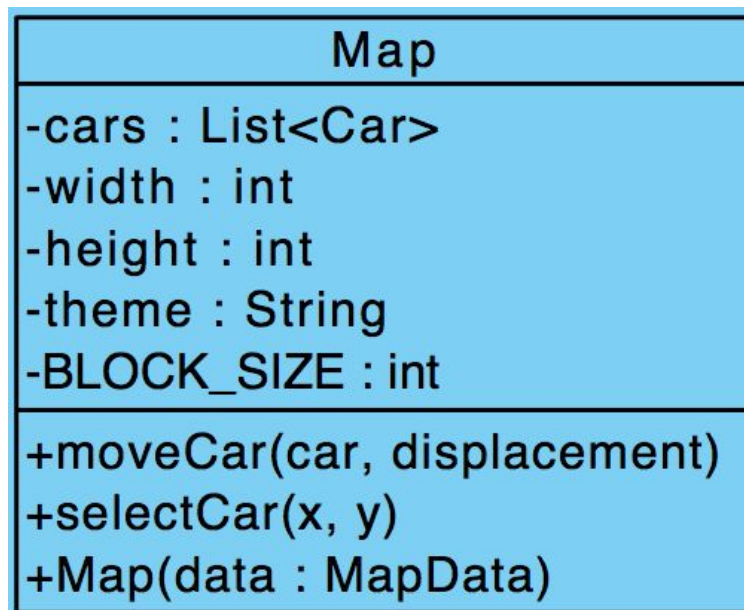 Map
-cars : List<Car>
-width : int
-height : int
-theme : String
-BLOCK_SIZE : int
+moveCar(car, displacement)
+selectCar(x, y)
+Map(data : MapData)